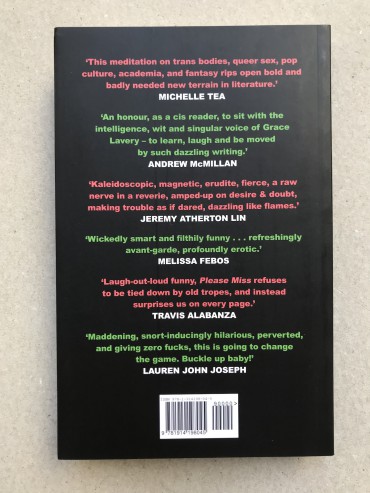 ‘This meditation on trans bodies, queer sex, pop
culture, academia, and fantasy rips open bold and
badly needed new terrain in literature.’
MICHELLE TEA
‘An honour, as a cis reader, to sit with the
intelligence, wit and singular voice of Grace
Lavery – to learn, laugh and be moved
by such dazzling writing.’
ANDREW McMILLAN
‘Kaleidoscopic, magnetic, erudite, fierce, a raw
nerve in a reverie, amped-up on desire & doubt,
making trouble as if dared, dazzling like flames.’
JEREMY ATHERTON LIN
‘Wickedly smart and filthily funny . . . refreshingly
avant-garde, profoundly erotic.’
MELISSA FEBOS
‘Laugh-out-loud funny, Please Miss refuses
to be tied down by old tropes, and instead
surprises us on every page.’
TRAVIS ALABANZA
‘Maddening, snort-inducingly hilarious, perverted,
and giving zero fucks, this is going to change
the game. Buckle up baby!’
LAUREN JOHN JOSEPH
90000>
9 781914 198045